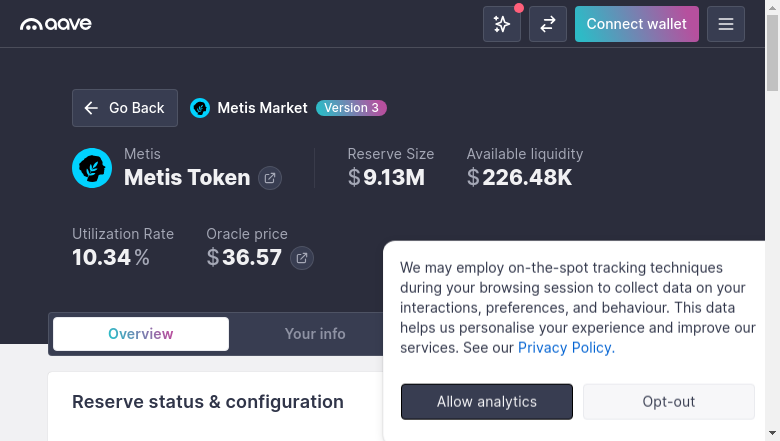 aave
Connect wallet
Go Back
Metis Market
Version 3
Metis
Metis Token
Reserve Size
$9.13M
Available liquidity
$226.48K
Utilization Rate
10.34%
Oracle price
$36.57
Overview
Your info
Reserve status & configuration
We may employ on-the-spot tracking techniques
during your browsing session to collect data on your
interactions, preferences, and behaviour. This data
helps us personalise your experience and improve our
services. See our Privacy Policy.
Allow analytics
Opt-out